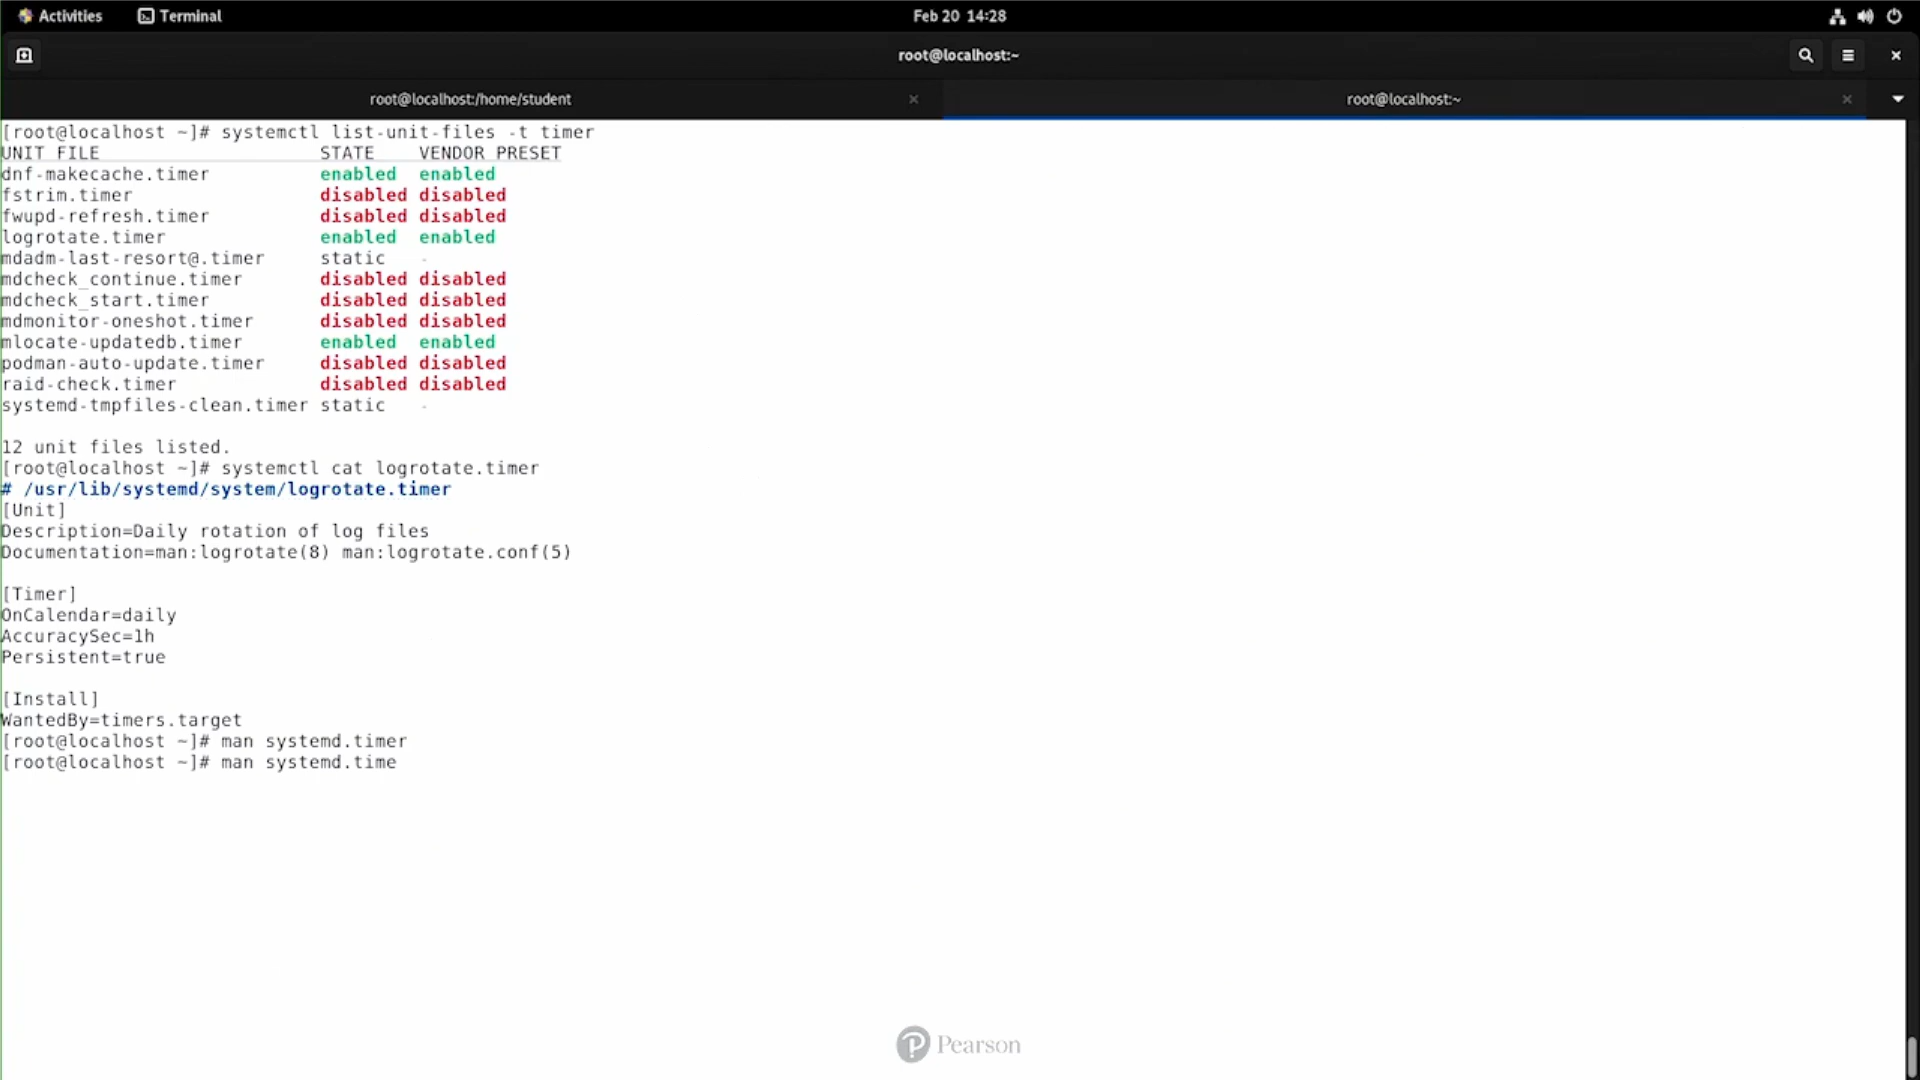 Activities Terminal Feb 20 14:28
root@localhost:~
root@localhost:/home/student root@localhost:~
[root@localhost ~]# systemctl list-unit-files -t timer
UNIT FILE STATE VENDOR PRESET
dnf-makecache.timer enabled enabled
fstrim.timer disabled disabled
fwupd-refresh.timer disabled disabled
logrotate.timer enabled enabled
mdadm-last-resort@.timer static -
mdcheck_continue.timer disabled disabled
mdcheck_start.timer disabled disabled
mdmonitor-oneshot.timer disabled disabled
mlocate-updatedb.timer enabled enabled
podman-auto-update.timer disabled disabled
raid-check.timer disabled disabled
systemd-tmpfiles-clean.timer static -
12 unit files listed.
[root@localhost ~]# systemctl cat logrotate.timer
# /usr/lib/systemd/system/logrotate.timer
[Unit]
Description=Daily rotation of log files
Documentation=man:logrotate(8) man:logrotate.conf(5)
[Timer]
OnCalendar=daily
AccuracySec=1h
Persistent=true
[Install]
WantedBy=timers.target
[root@localhost ~]# man systemd.timer
[root@localhost ~]# man systemd.time
Pearson